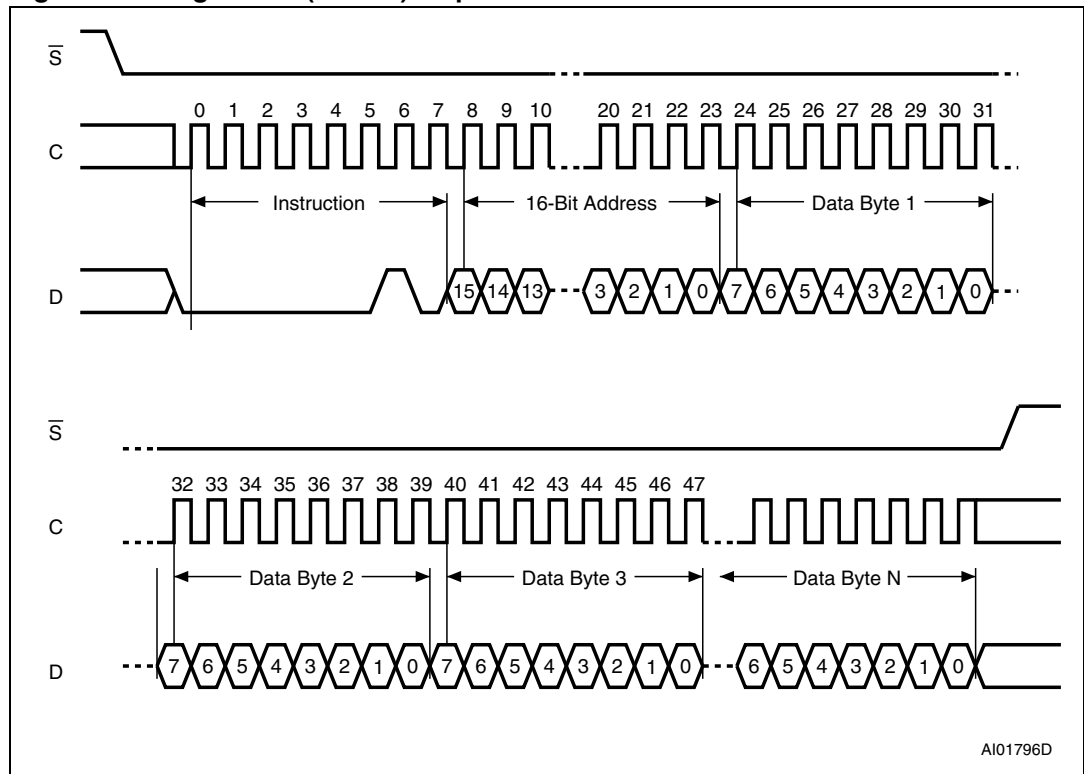 S
0 1 2 3 4 5 6 7 8 9 10 20 21 22 23 24 25 26 27 28 29 30 31
C
Instruction 16-Bit Address Data Byte 1
D 15 14 13 3 2 1 0 7 6 5 4 3 2 1 0
S
32 33 34 35 36 37 38 39 40 41 42 43 44 45 46 47
C
Data Byte 2 Data Byte 3 Data Byte N
D 7 6 5 4 3 2 1 0 7 6 5 4 3 2 1 0 6 5 4 3 2 1 0
AI01796D